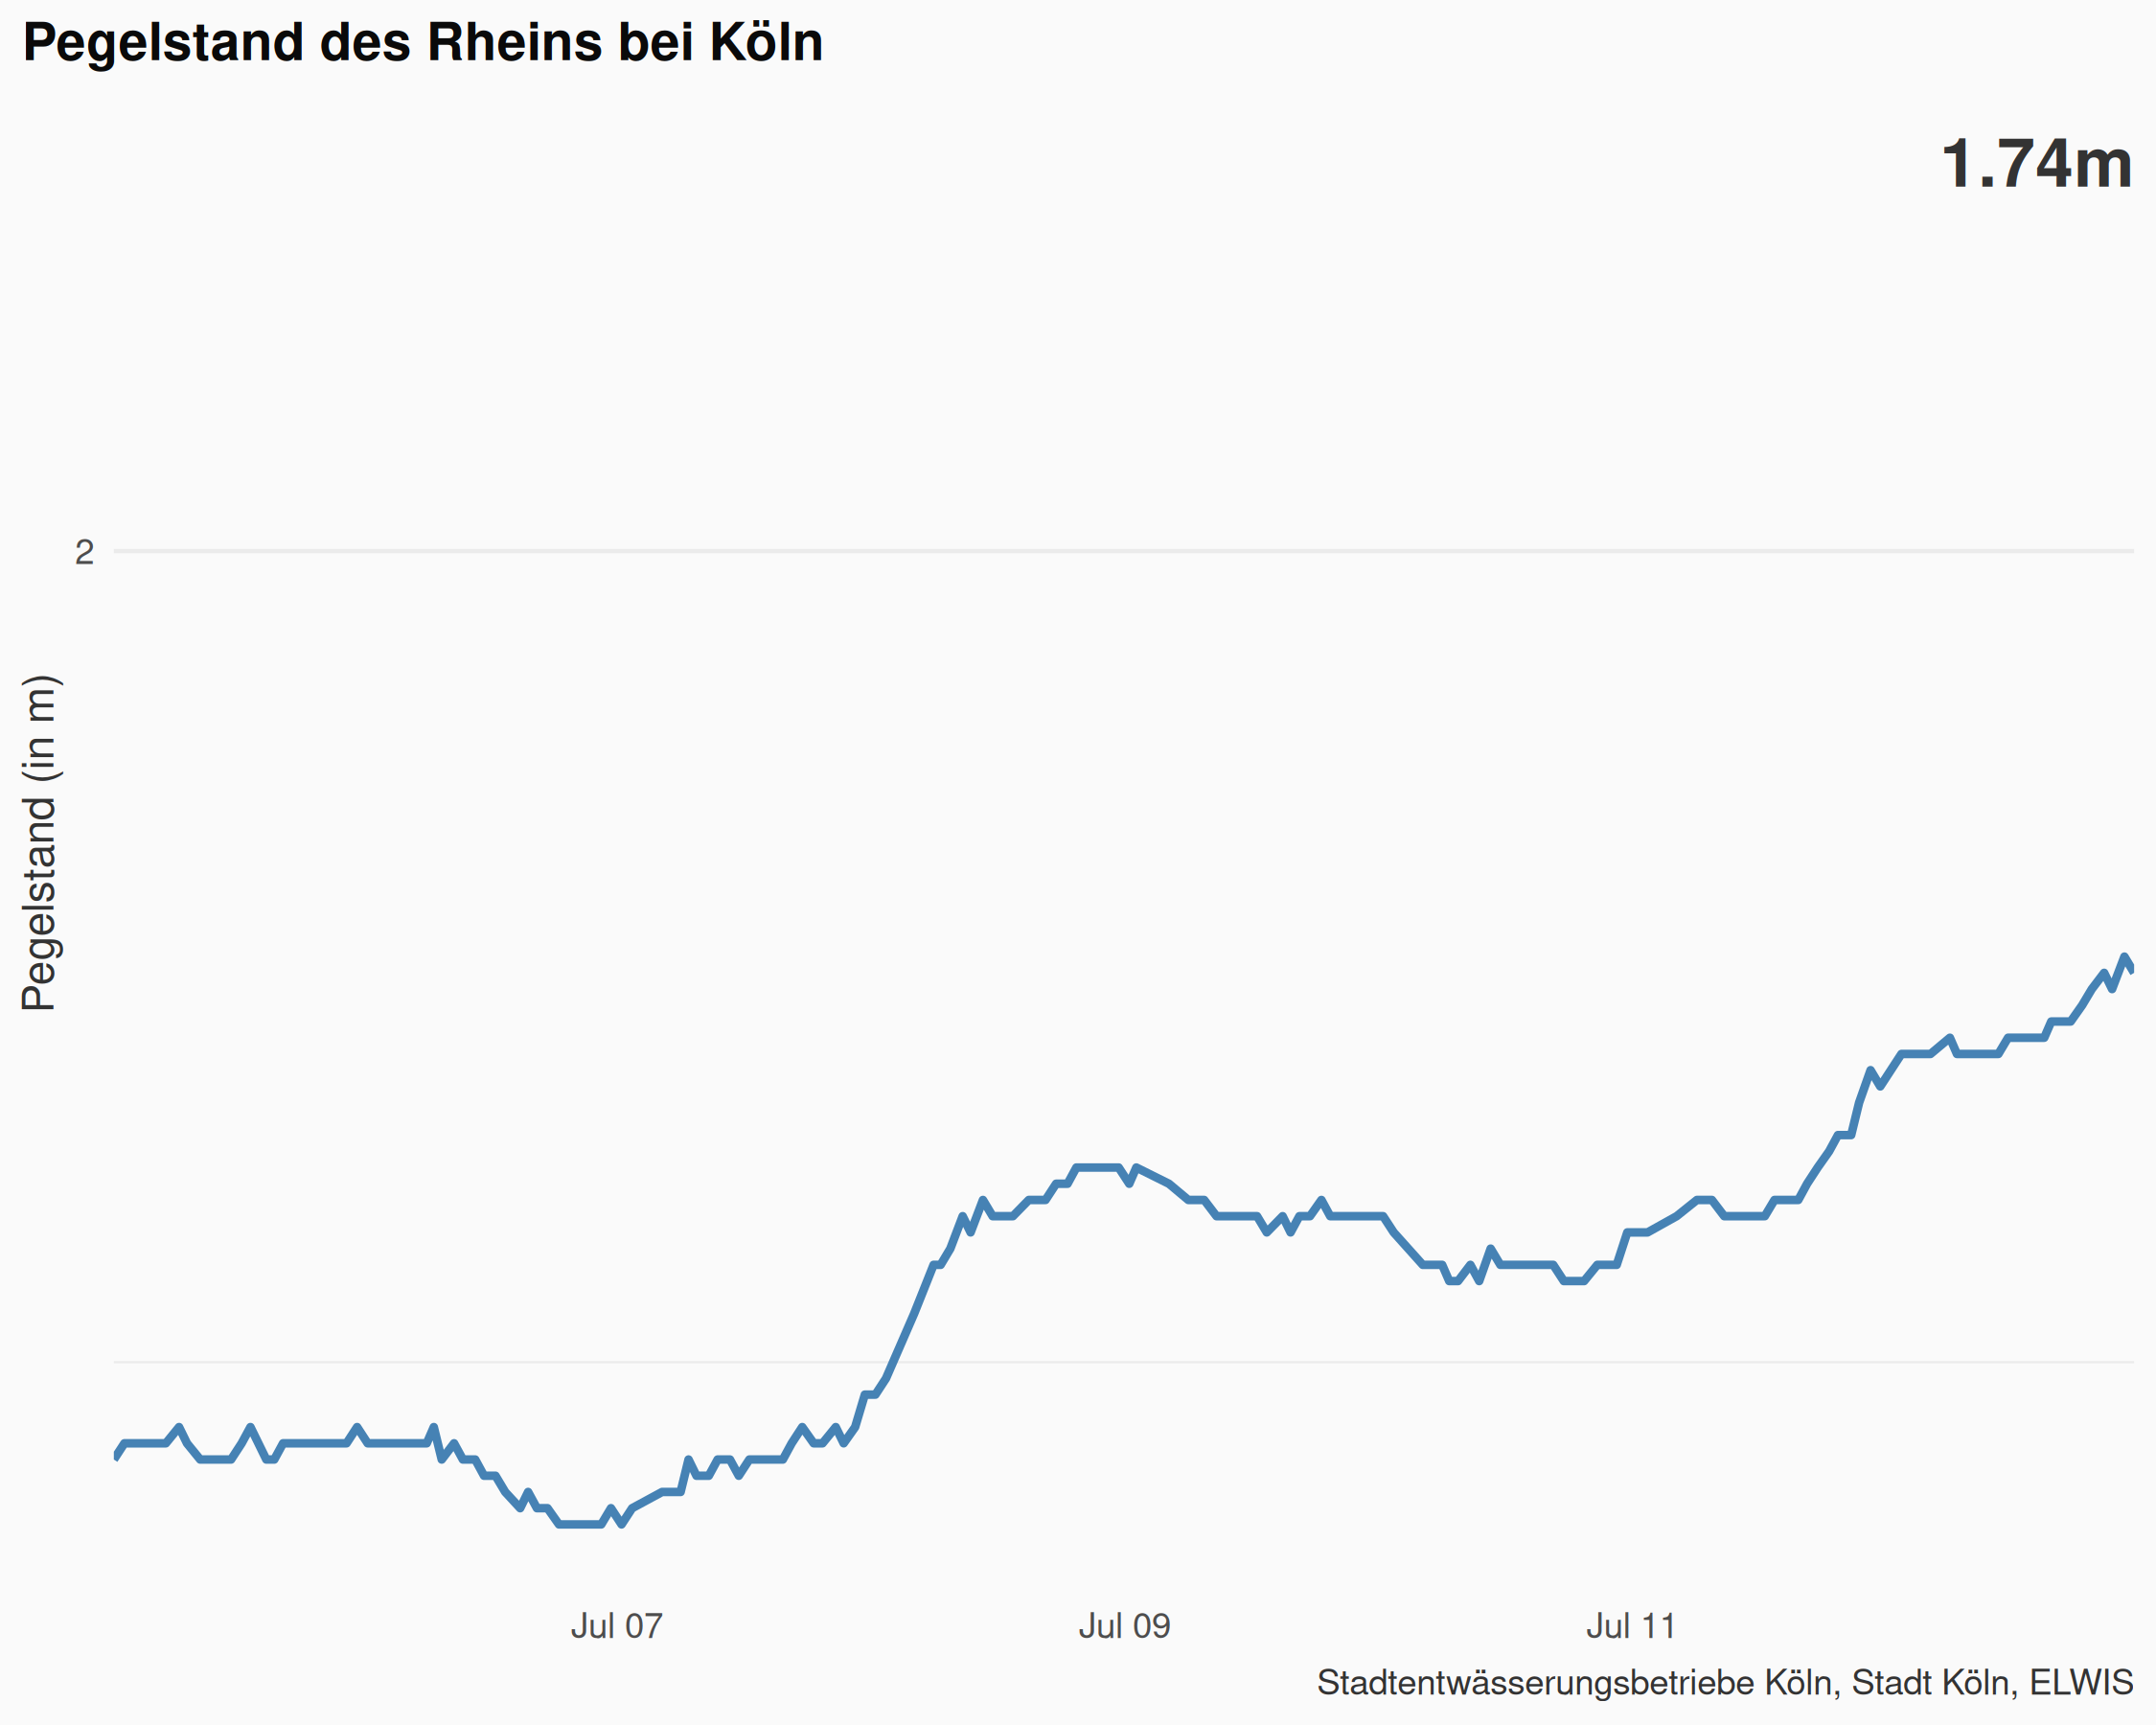 Pegelstand des Rheins bei Köln
1.74m
2
Pegelstand (in m)
Jul 07
Jul 09
Jul 11
Stadtentwässerungsbetriebe Köln, Stadt Köln, ELWIS